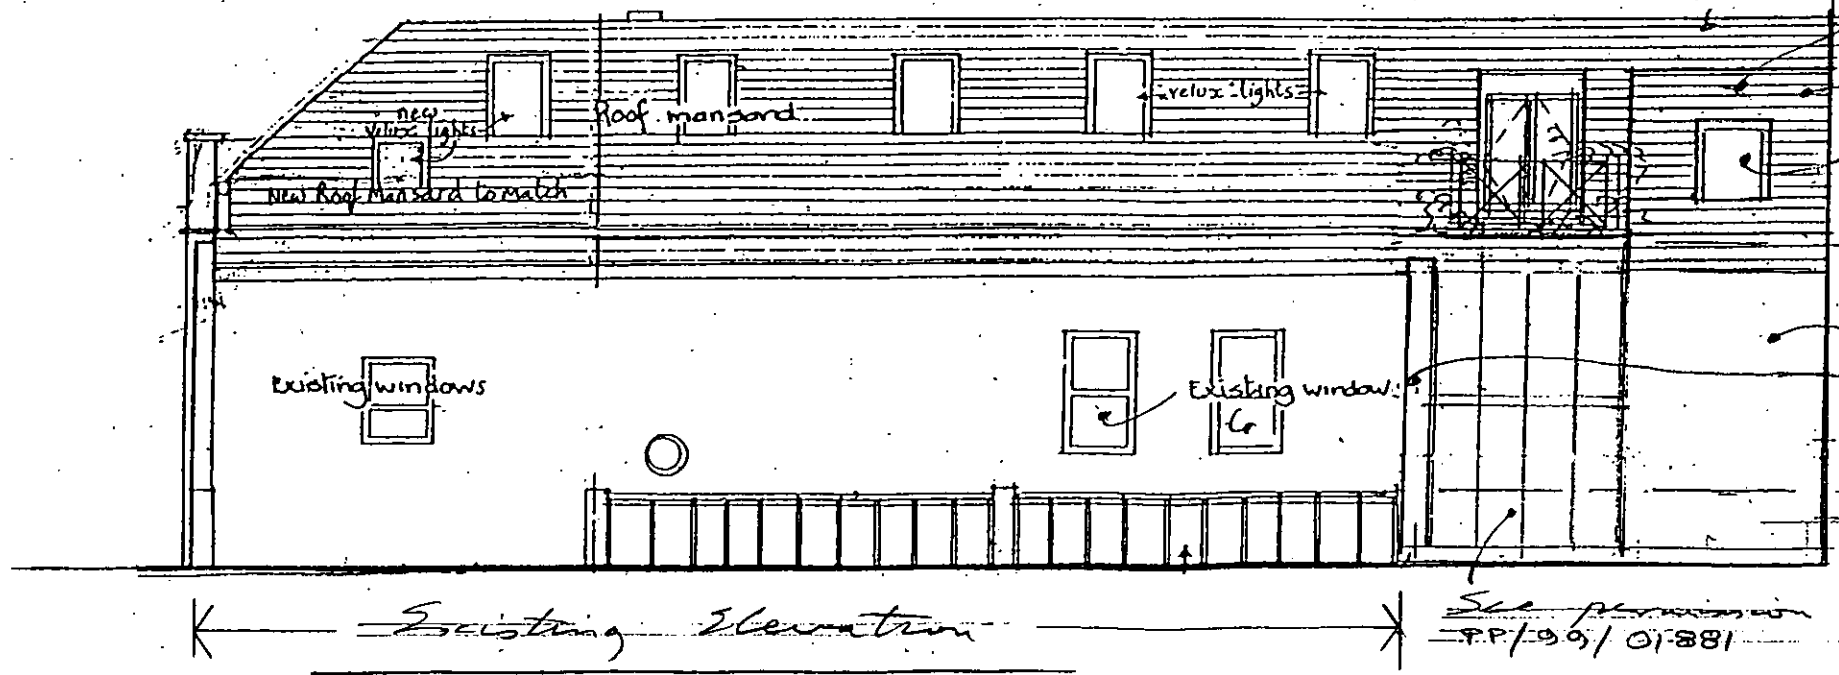 new
velux lights
Roof mansard
velux lights
New Roof Mansard to match
Existing windows
Existing window
Existing Elevation
See permission
PP/99/01881